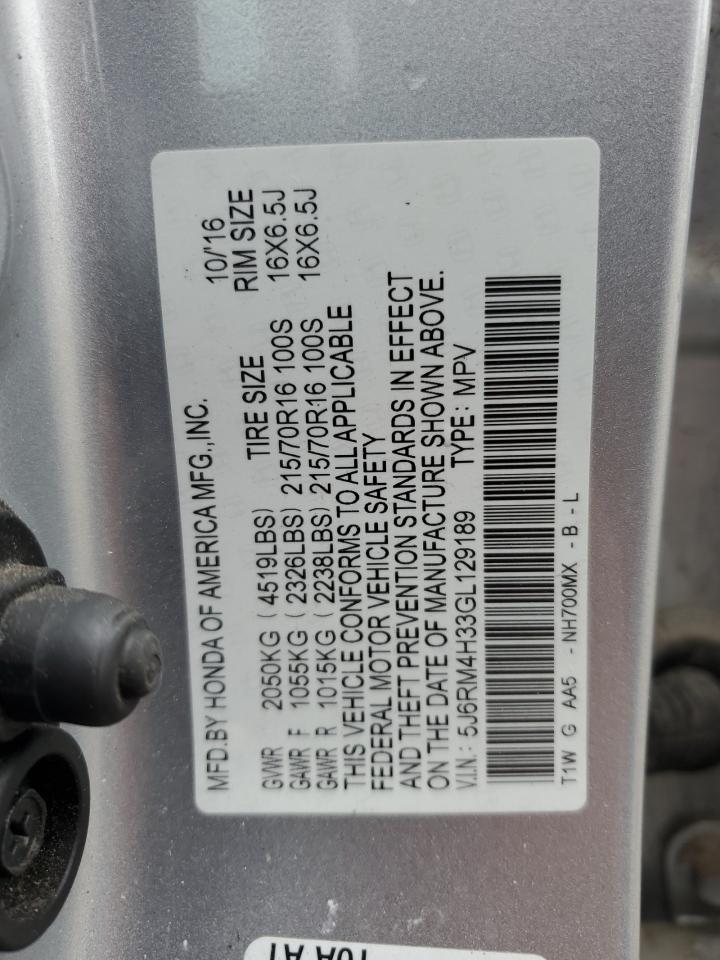 MFD.BY HONDA OF AMERICA MFG.,INC. 10/'16
TIRE SIZE RIM SIZE
GVWR 2050KG ( 4519LBS)
GAWR F 1055KG ( 2326LBS) 215/70R16 100S 16X6.5J
GAWR R 1015KG ( 2238LBS) 215/70R16 100S 16X6.5J
THIS VEHICLE CONFORMS TO ALL APPLICABLE
FEDERAL MOTOR VEHICLE SAFETY
AND THEFT PREVENTION STANDARDS IN EFFECT
ON THE DATE OF MANUFACTURE SHOWN ABOVE.
V.I.N.: 5J6RM4H33GL129189 TYPE: MPV
T1W G AA5 -NH700MX - B - L